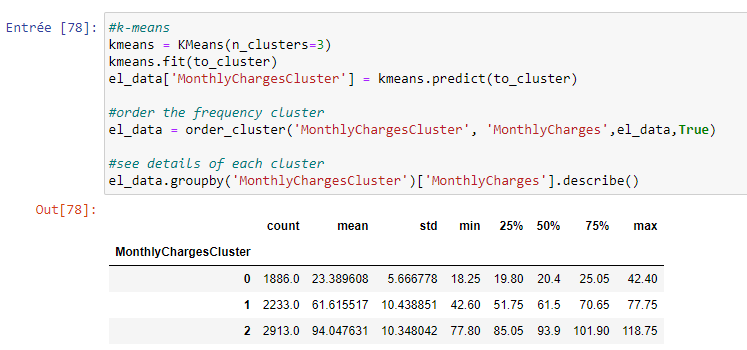 Entrée [78]: #k-means
kmeans = KMeans(n_clusters=3)
kmeans.fit(to_cluster)
el_data['MonthlyChargesCluster'] = kmeans.predict(to_cluster)
#order the frequency cluster
el_data = order_cluster('MonthlyChargesCluster', 'MonthlyCharges',el_data,True)
#see details of each cluster
el_data.groupby('MonthlyChargesCluster')['MonthlyCharges'].describe()
Out[78]:
count mean std min 25% 50% 75% max
MonthlyChargesCluster
0 1886.0 23.389608 5.666778 18.25 19.80 20.4 25.05 42.40
1 2233.0 61.615517 10.438851 42.60 51.75 61.5 70.65 77.75
2 2913.0 94.047631 10.348042 77.80 85.05 93.9 101.90 118.75